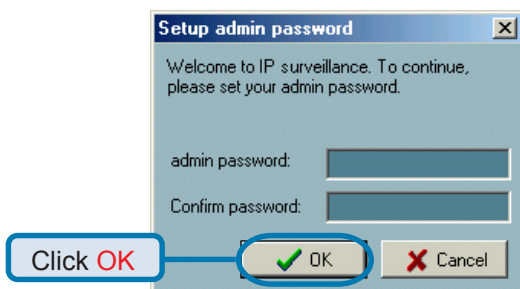 Setup admin password
Welcome to IP surveillance. To continue,
please set your admin password.
admin password:
Confirm password:
Click OK
OK
Cancel